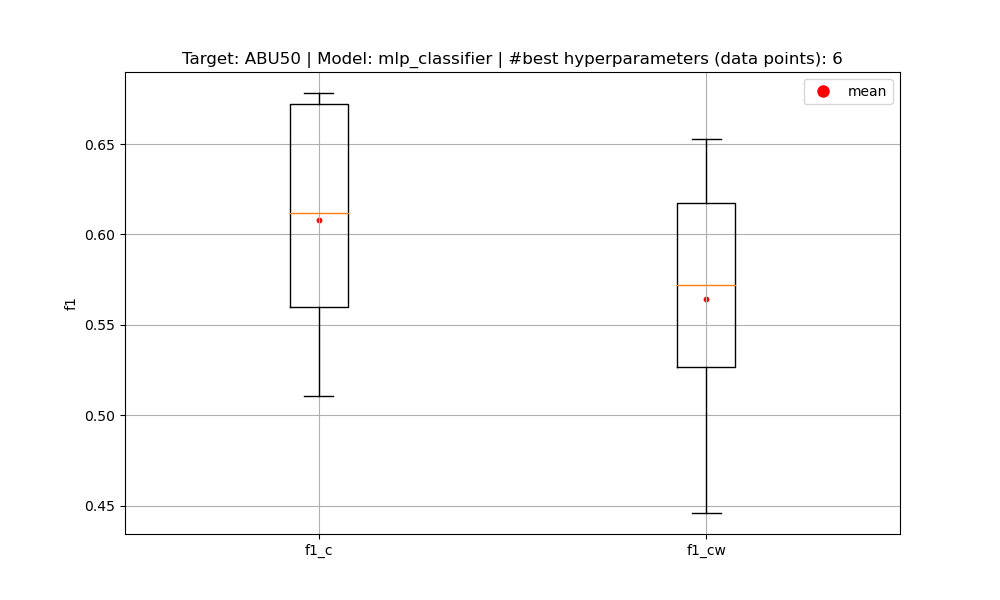 Target: ABU50 | Model: mlp_classifier | #best hyperparameters (data points): 6
mean
0.65
0.60
0.55
0.50
0.45
f1
f1_c
f1_cw